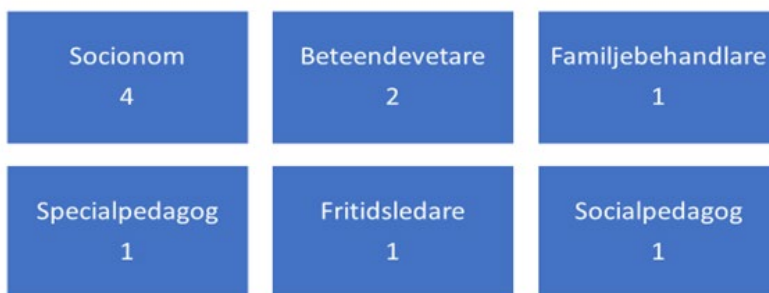 Socionom
4
Beteendevetare
2
Familjebehandlare
1
Specialpedagog
1
Fritidsledare
1
Socialpedagog
1